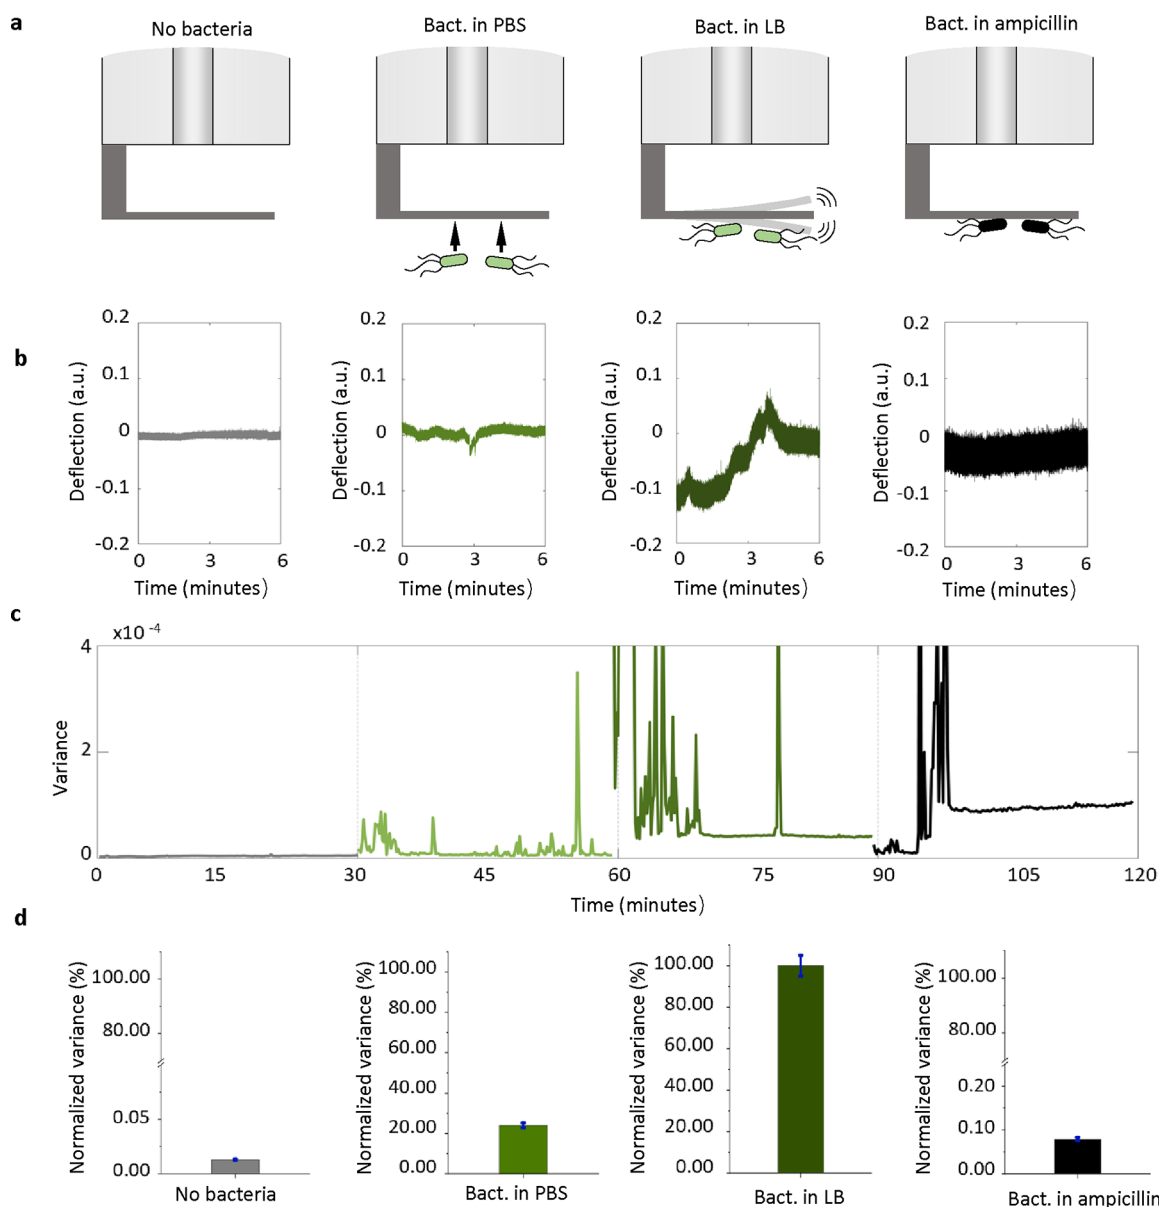 a
No bacteria
Bact. in PBS
Bact. in LB
Bact. in ampicillin
b
Deflection (a.u.)
0.2
0.1
0
-0.1
-0.2
0
3
6
Time (minutes)
Deflection (a.u.)
0.2
0.1
0
-0.1
-0.2
0
3
6
Time (minutes)
Deflection (a.u.)
0.2
0.1
0
-0.1
-0.2
0
3
6
Time (minutes)
Deflection (a.u.)
0.2
0.1
0
-0.1
-0.2
0
3
6
Time (minutes)
c
x10 -4
Variance
4
2
0
0
15
30
45
60
75
90
105
120
Time (minutes)
d
Normalized variance (%)
100.00
80.00
0.05
0.00
No bacteria
Normalized variance (%)
100.00
80.00
60.00
40.00
20.00
0.00
Bact. in PBS
Normalized variance (%)
100.00
80.00
60.00
40.00
20.00
0.00
Bact. in LB
Normalized variance (%)
100.00
80.00
0.20
0.10
0.00
Bact. in ampicillin